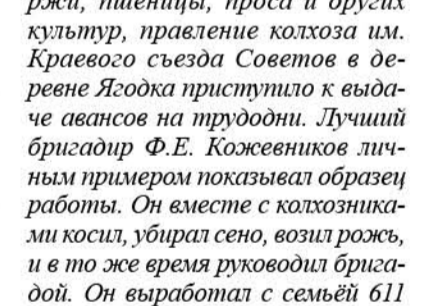 ржи, пшеницы, проса и других
культур, правление колхоза им.
Краевого съезда Советов в де-
ревне Ягодка приступило к выда-
че авансов на трудодни. Лучший
бригадир Ф.Е. Кожевников лич-
ным примером показывал образец
работы. Он вместе с колхозника-
ми косил, убирал сено, возил рожь,
и в то же время руководил брига-
дой. Он выработал с семьёй 611